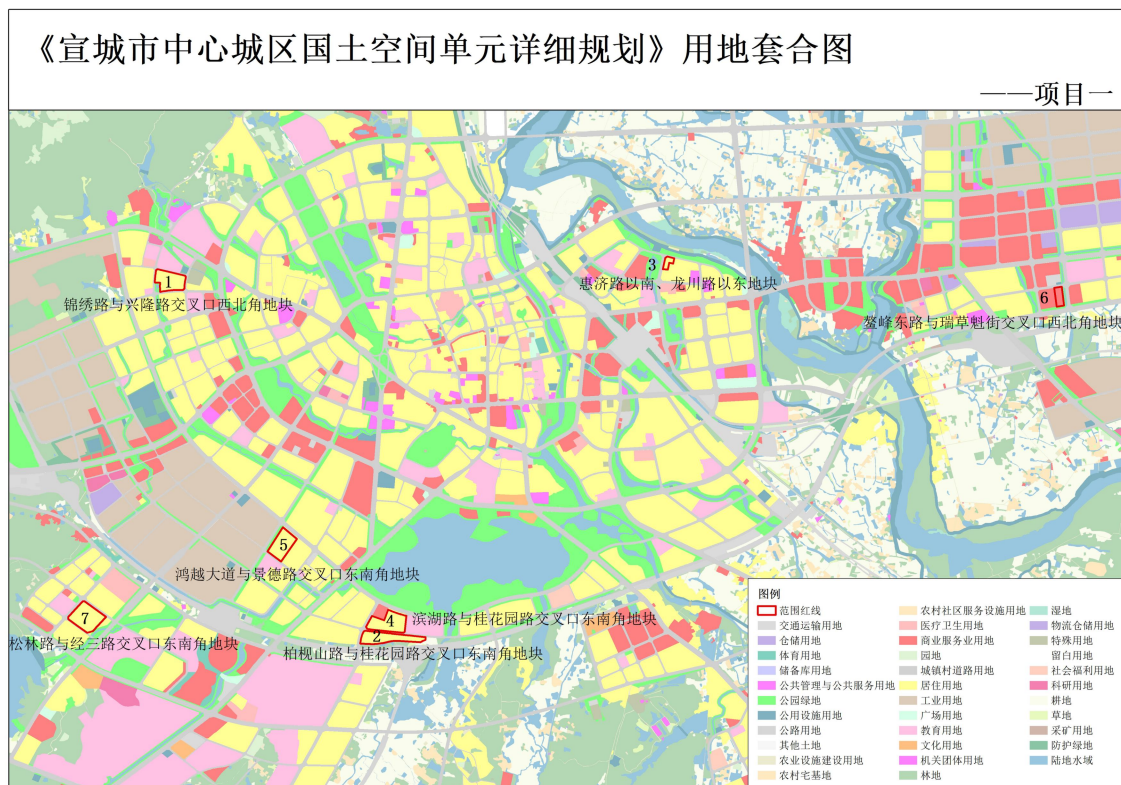 《宣城市中心城区国土空间单元详细规划》用地套合图
——项目一
1
锦绣路与兴隆路交叉口西北角地块
3
惠济路以南、龙川路以东地块
6
鳌峰东路与瑞草魁街交叉口西北角地块
5
鸿越大道与景德路交叉口东南角地块
7
松林路与经三路交叉口东南角地块
4
滨湖路与桂花园路交叉口东南角地块
2
柏枧山路与桂花园路交叉口东南角地块
图例
范围红线
交通运输用地
仓储用地
体育用地
储备库用地
公共管理与公共服务用地
公园绿地
公用设施用地
公路用地
其他土地
农业设施建设用地
农村宅基地
农村社区服务设施用地
医疗卫生用地
商业服务业用地
园地
城镇村道路用地
居住用地
工业用地
广场用地
教育用地
文化用地
机关团体用地
林地
湿地
物流仓储用地
特殊用地
留白用地
社会福利用地
科研用地
耕地
草地
采矿用地
防护绿地
陆地水域